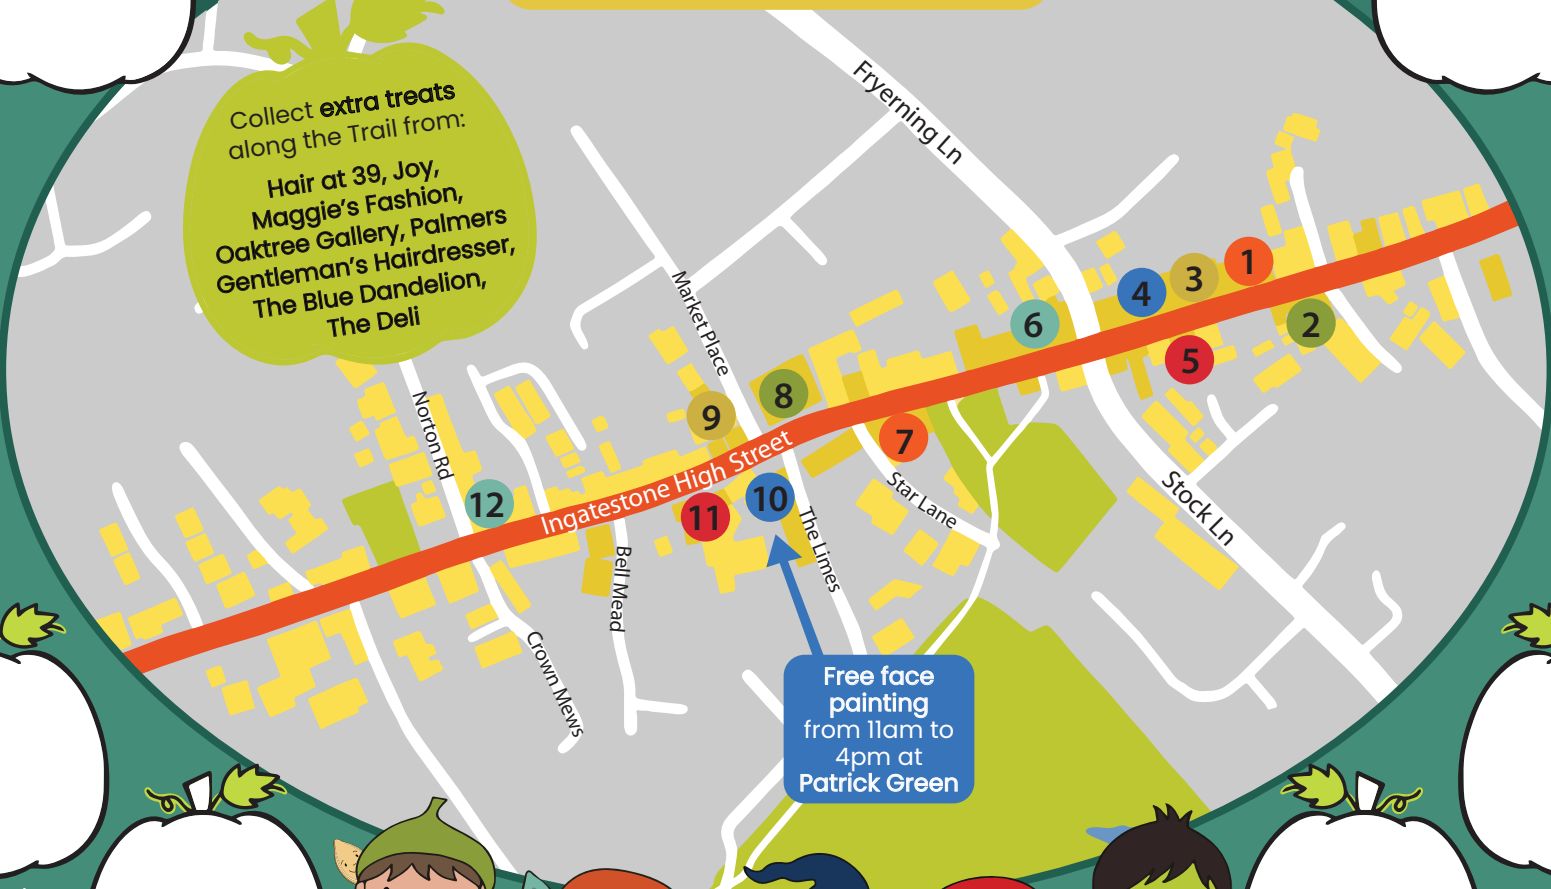 Collect extra treats
along the Trail from:
Hair at 39, Joy,
Maggie's Fashion,
Oaktree Gallery, Palmers
Gentleman's Hairdresser,
The Blue Dandelion,
The Deli
Fryerning Ln
Market Place
Norton Rd
Ingatestone High Street
Star Lane
Stock Ln
The Limes
Bell Mead
Crown Mews
1
2
3
4
5
6
7
8
9
10
11
12
Free face
painting
from 11am to
4pm at
Patrick Green